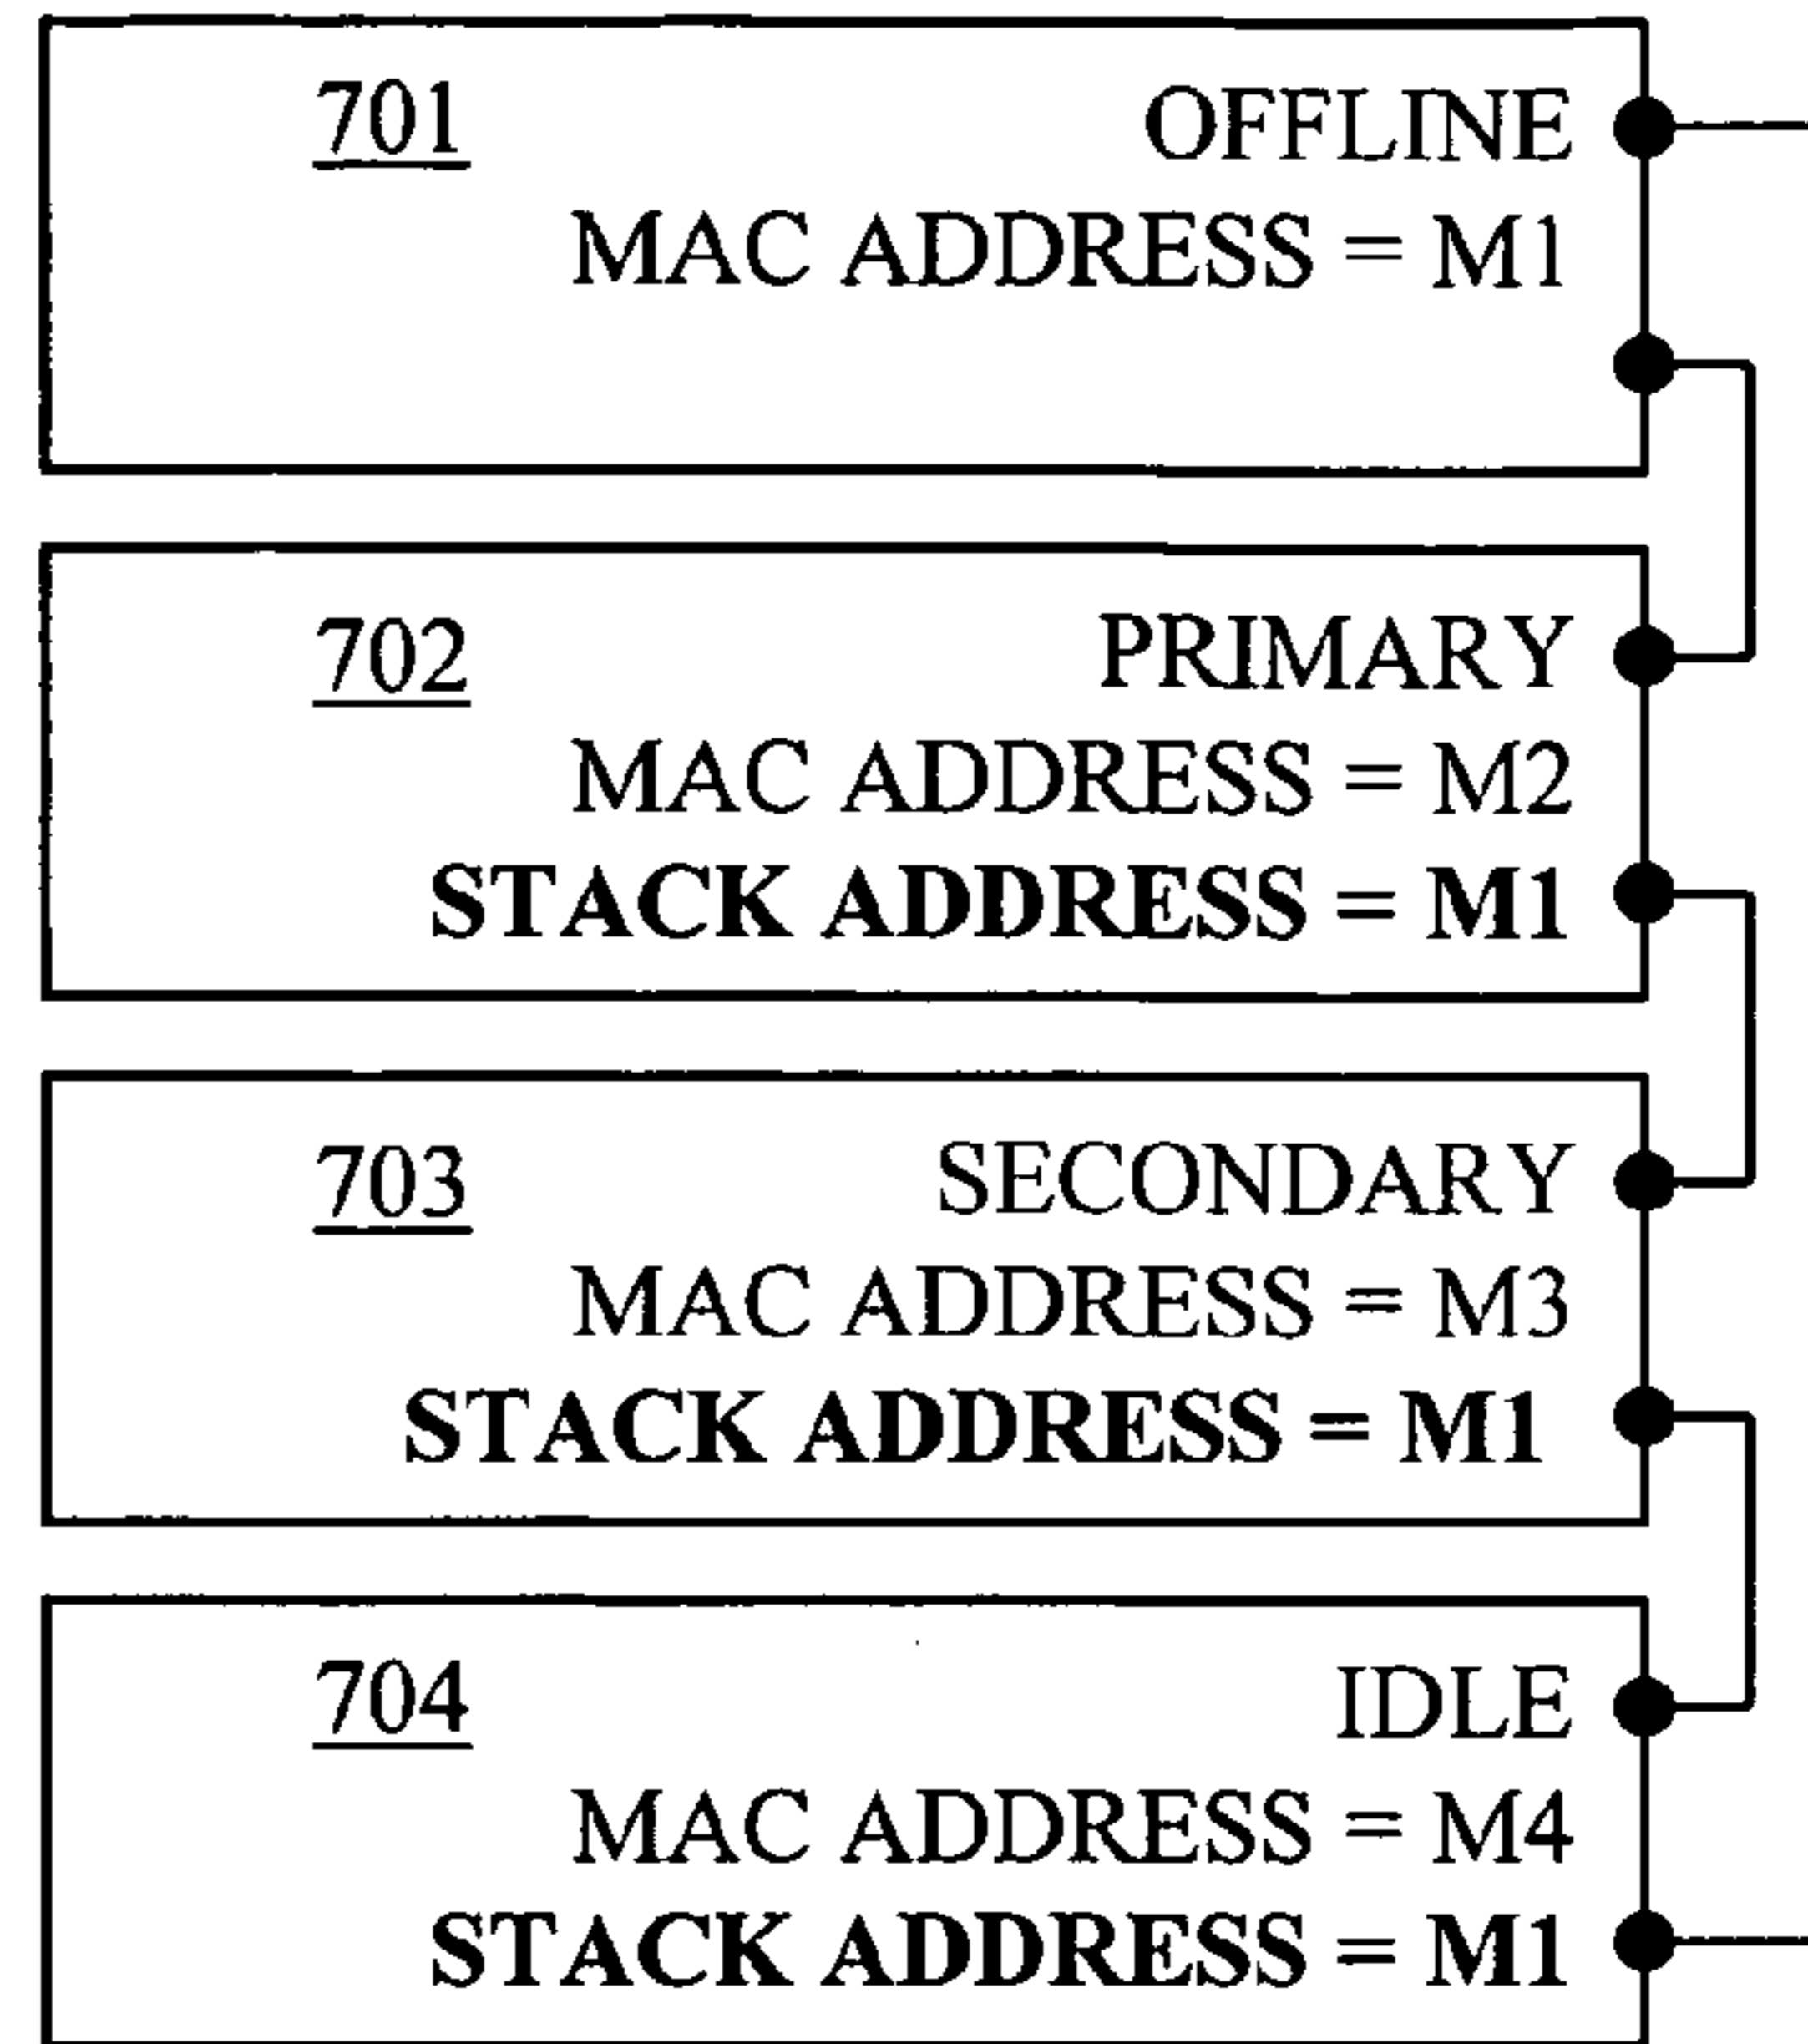 701 OFFLINE
MAC ADDRESS = M1
702 PRIMARY
MAC ADDRESS = M2
STACK ADDRESS = M1
703 SECONDARY
MAC ADDRESS = M3
STACK ADDRESS = M1
704 IDLE
MAC ADDRESS = M4
STACK ADDRESS = M1